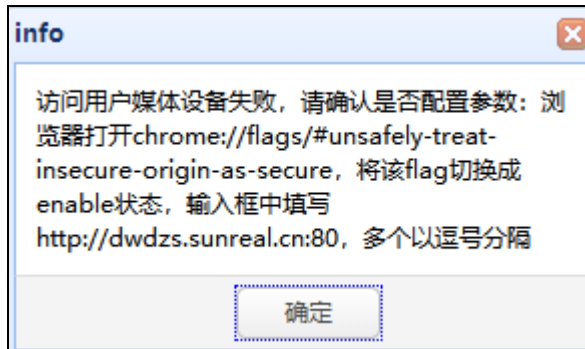 info
访问用户媒体设备失败，请确认是否配置参数：浏
览器打开chrome://flags/#unsafely-treat-
insecure-origin-as-secure，将该flag切换成
enable状态，输入框中填写
http://dwdzs.sunreal.cn:80，多个以逗号分隔
确定